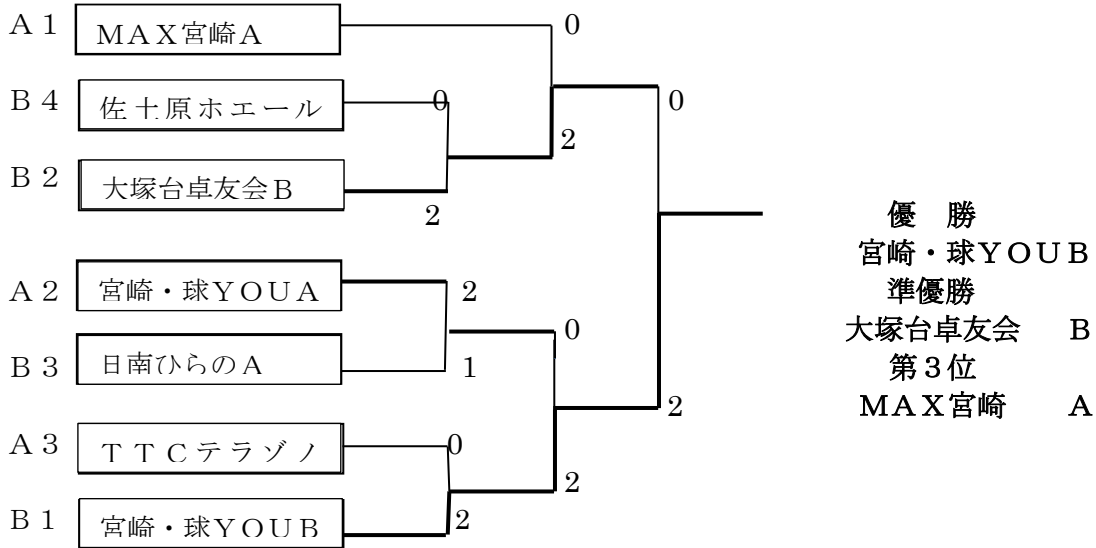 Ａ１ ＭＡＸ宮崎Ａ 0
Ｂ４ 佐土原ホエール 0 0
2
Ｂ２ 大塚台卓友会Ｂ
2
優　勝
宮崎・球ＹＯＵＢ
Ａ２ 宮崎・球ＹＯＵＡ 2
準優勝
0 大塚台卓友会　Ｂ
Ｂ３ 日南ひらのＡ 1
第３位
2 ＭＡＸ宮崎　Ａ
Ａ３ ＴＴＣテラゾノ 0
2
Ｂ１ 宮崎・球ＹＯＵＢ 2